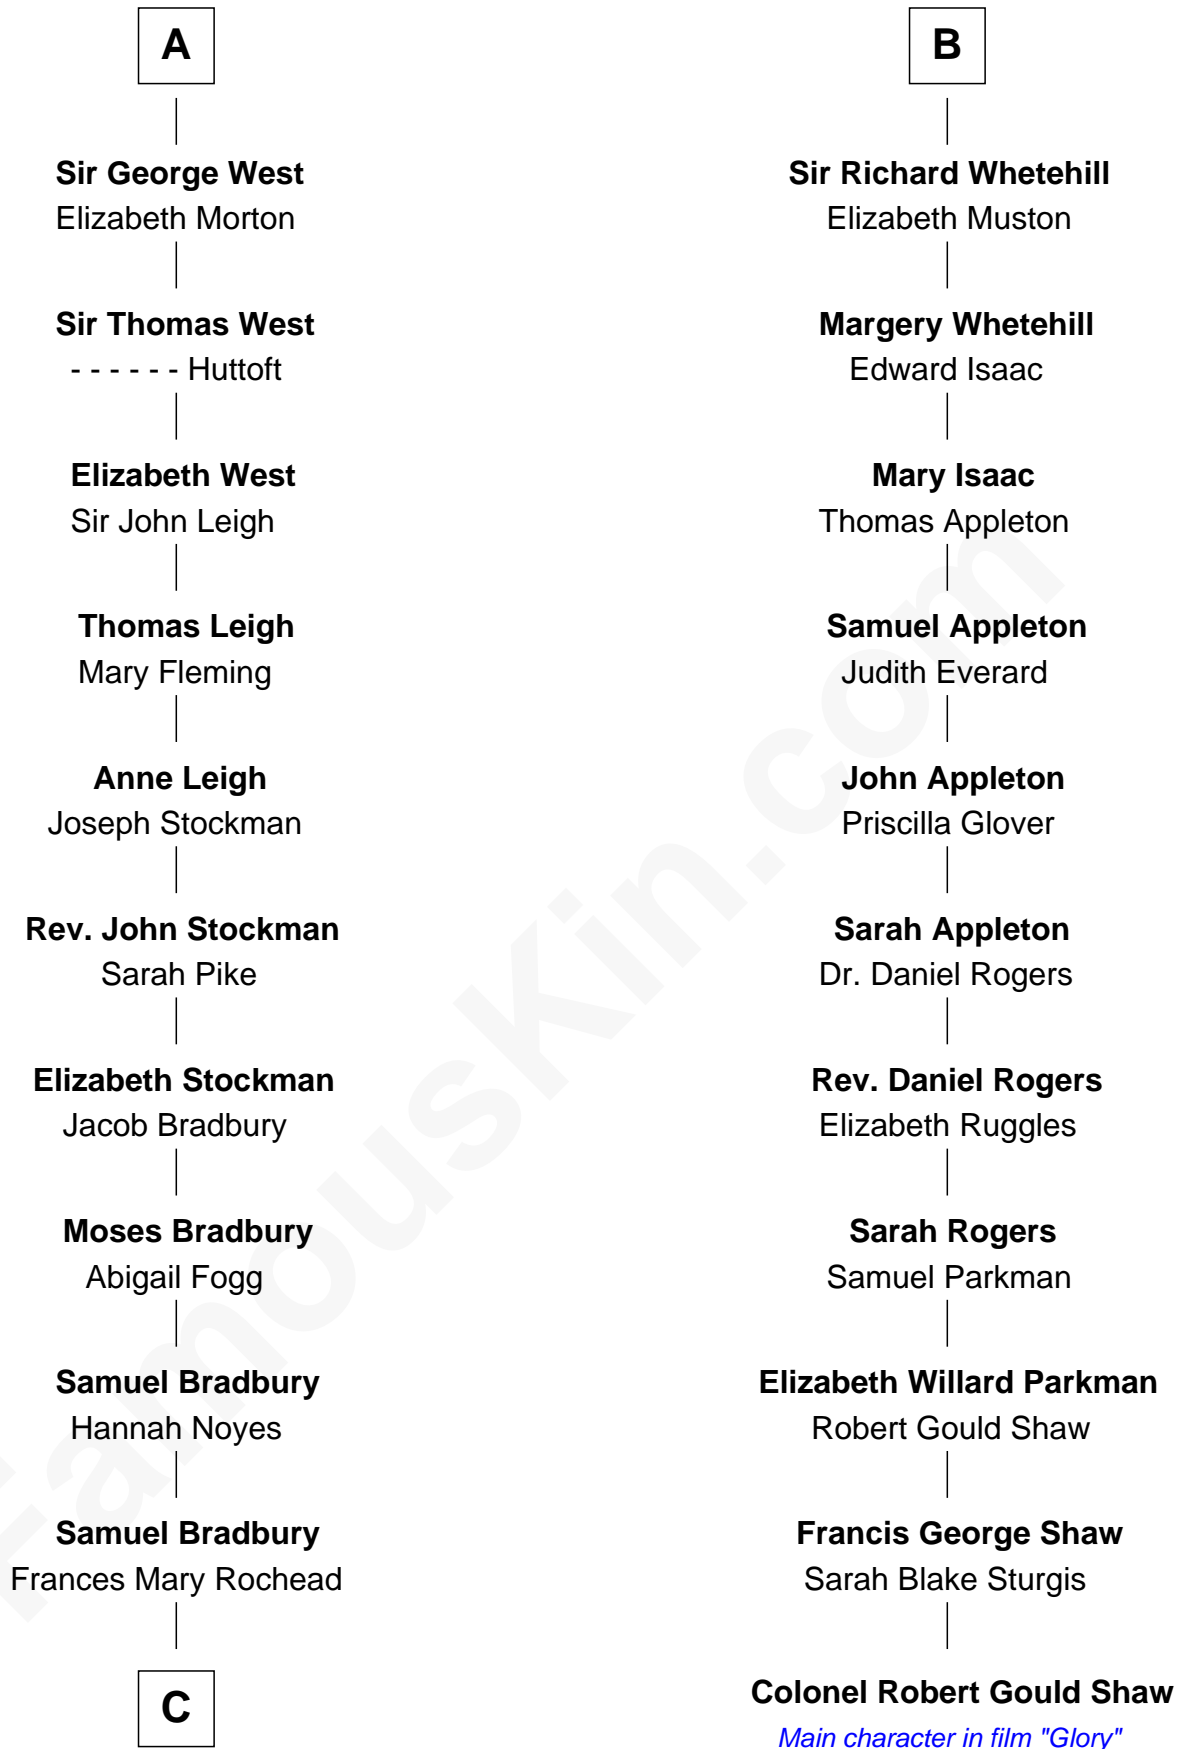 A
Sir George West
Elizabeth Morton
Sir Thomas West
- - - - - - Huttoft
Elizabeth West
Sir John Leigh
Thomas Leigh
Mary Fleming
Anne Leigh
Joseph Stockman
Rev. John Stockman
Sarah Pike
Elizabeth Stockman
Jacob Bradbury
Moses Bradbury
Abigail Fogg
Samuel Bradbury
Hannah Noyes
Samuel Bradbury
Frances Mary Rochead
C
B
Sir Richard Whetehill
Elizabeth Muston
Margery Whetehill
Edward Isaac
Mary Isaac
Thomas Appleton
Samuel Appleton
Judith Everard
John Appleton
Priscilla Glover
Sarah Appleton
Dr. Daniel Rogers
Rev. Daniel Rogers
Elizabeth Ruggles
Sarah Rogers
Samuel Parkman
Elizabeth Willard Parkman
Robert Gould Shaw
Francis George Shaw
Sarah Blake Sturgis
Colonel Robert Gould Shaw
Main character in film "Glory"
FamousKin.com